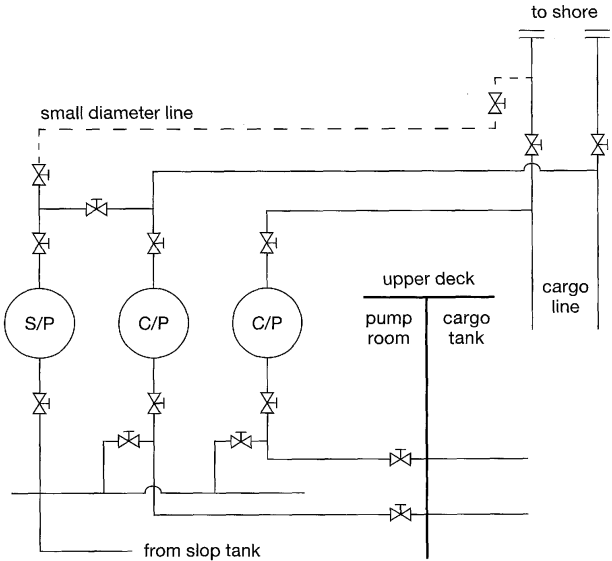 to shore
small diameter line
upper deck
pump
room
cargo
tank
cargo
line
S/P
C/P
C/P
from slop tank